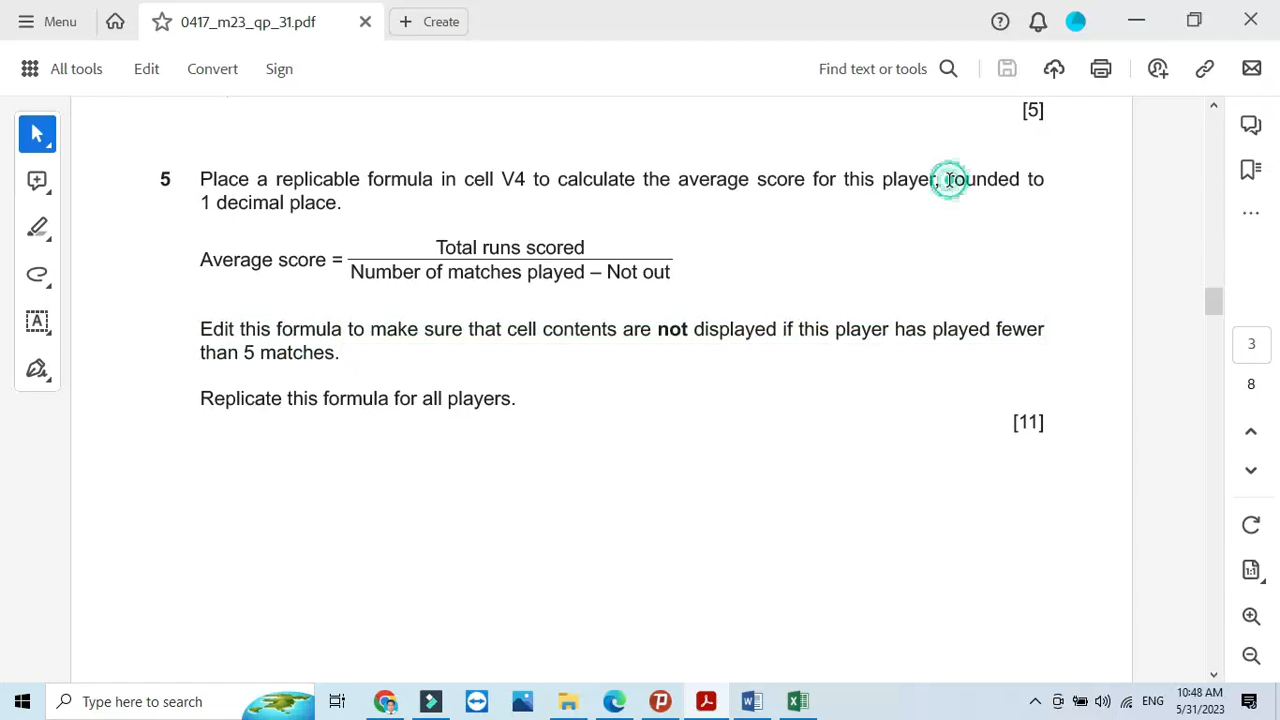 Menu
0417_m23_qp_31.pdf
Create
All tools
Edit
Convert
Sign
Find text or tools
[5]
5 Place a replicable formula in cell V4 to calculate the average score for this player, rounded to
1 decimal place.
Average score = Total runs scored
Number of matches played – Not out
Edit this formula to make sure that cell contents are not displayed if this player has played fewer
than 5 matches.
Replicate this formula for all players.
[11]
3
8
1:1
Type here to search
ENG
10:48 AM
5/31/2023